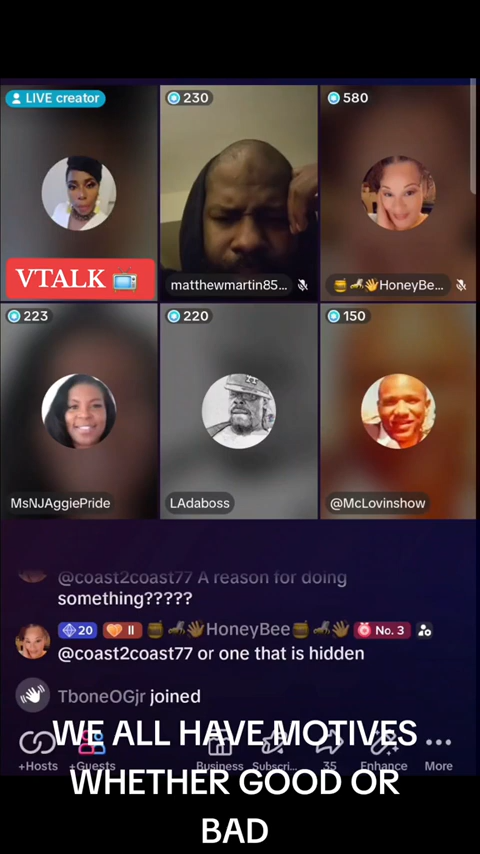 LIVE creator
230
580
VTALK
matthewmartin85...
HoneyBe...
223
220
150
MsNJAggiePride
LAdaboss
@McLovinshow
@coast2coast77 A reason for doing
something?????
20 II HoneyBee No. 3
@coast2coast77 or one that is hidden
TboneOGjr joined
WE ALL HAVE MOTIVES
+Hosts +Guests Business Subscri... 35 Enhance More
WHETHER GOOD OR
BAD